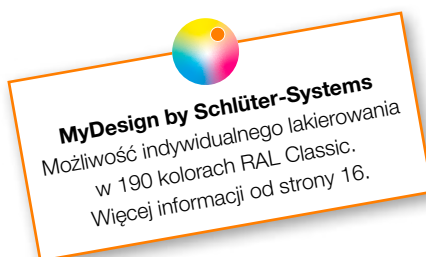 MyDesign by Schlüter-Systems
Możliwość indywidualnego lakierowania
w 190 kolorach RAL Classic.
Więcej informacji od strony 16.